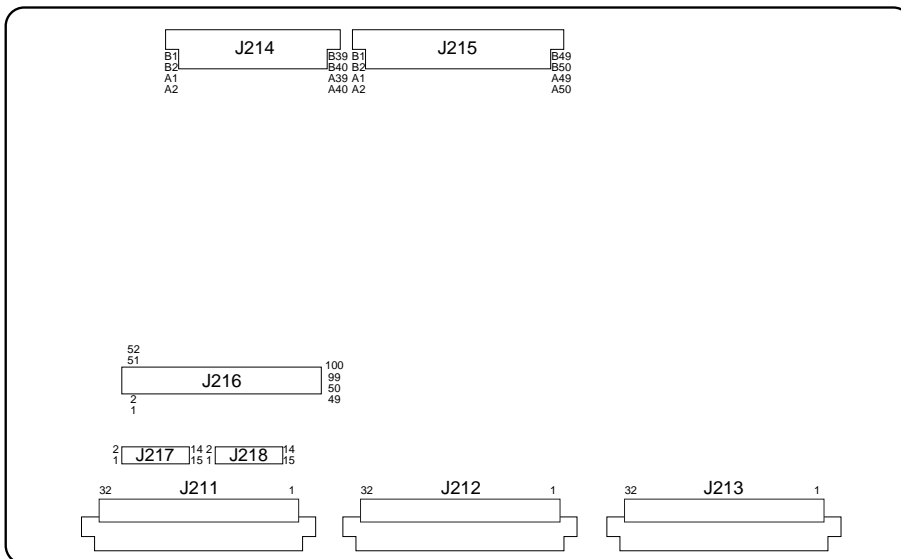 J214 J215
B1 B39 B1 B49
B2 B40 B2 B50
A1 A39 A1 A49
A2 A40 A2 A50
52
51 100
J216 99
50
2 49
1
2 14 2 14
J217 J218
1 15 1 15
J211 J212 J213
32 1 32 1 32 1